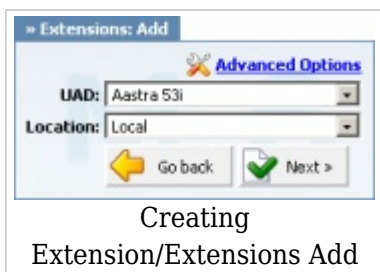 » Extensions: Add
Advanced Options
UAD: Aastra 53i
Location: Local
Go back Next »
Creating
Extension/Extensions Add